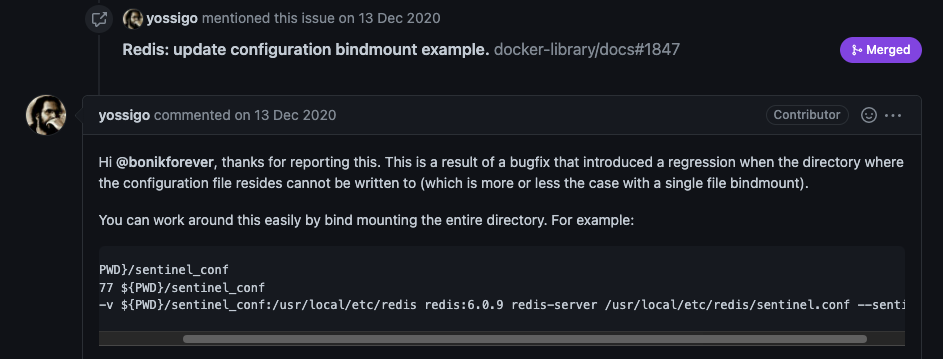 yossigo mentioned this issue on 13 Dec 2020
Redis: update configuration bindmount example. docker-library/docs#1847
Merged
yossigo commented on 13 Dec 2020
Contributor
Hi @bonikforever, thanks for reporting this. This is a result of a bugfix that introduced a regression when the directory where
the configuration file resides cannot be written to (which is more or less the case with a single file bindmount).
You can work around this easily by bind mounting the entire directory. For example:
PWD}/sentinel_conf
77 ${PWD}/sentinel_conf
-v ${PWD}/sentinel_conf:/usr/local/etc/redis redis:6.0.9 redis-server /usr/local/etc/redis/sentinel.conf --senti